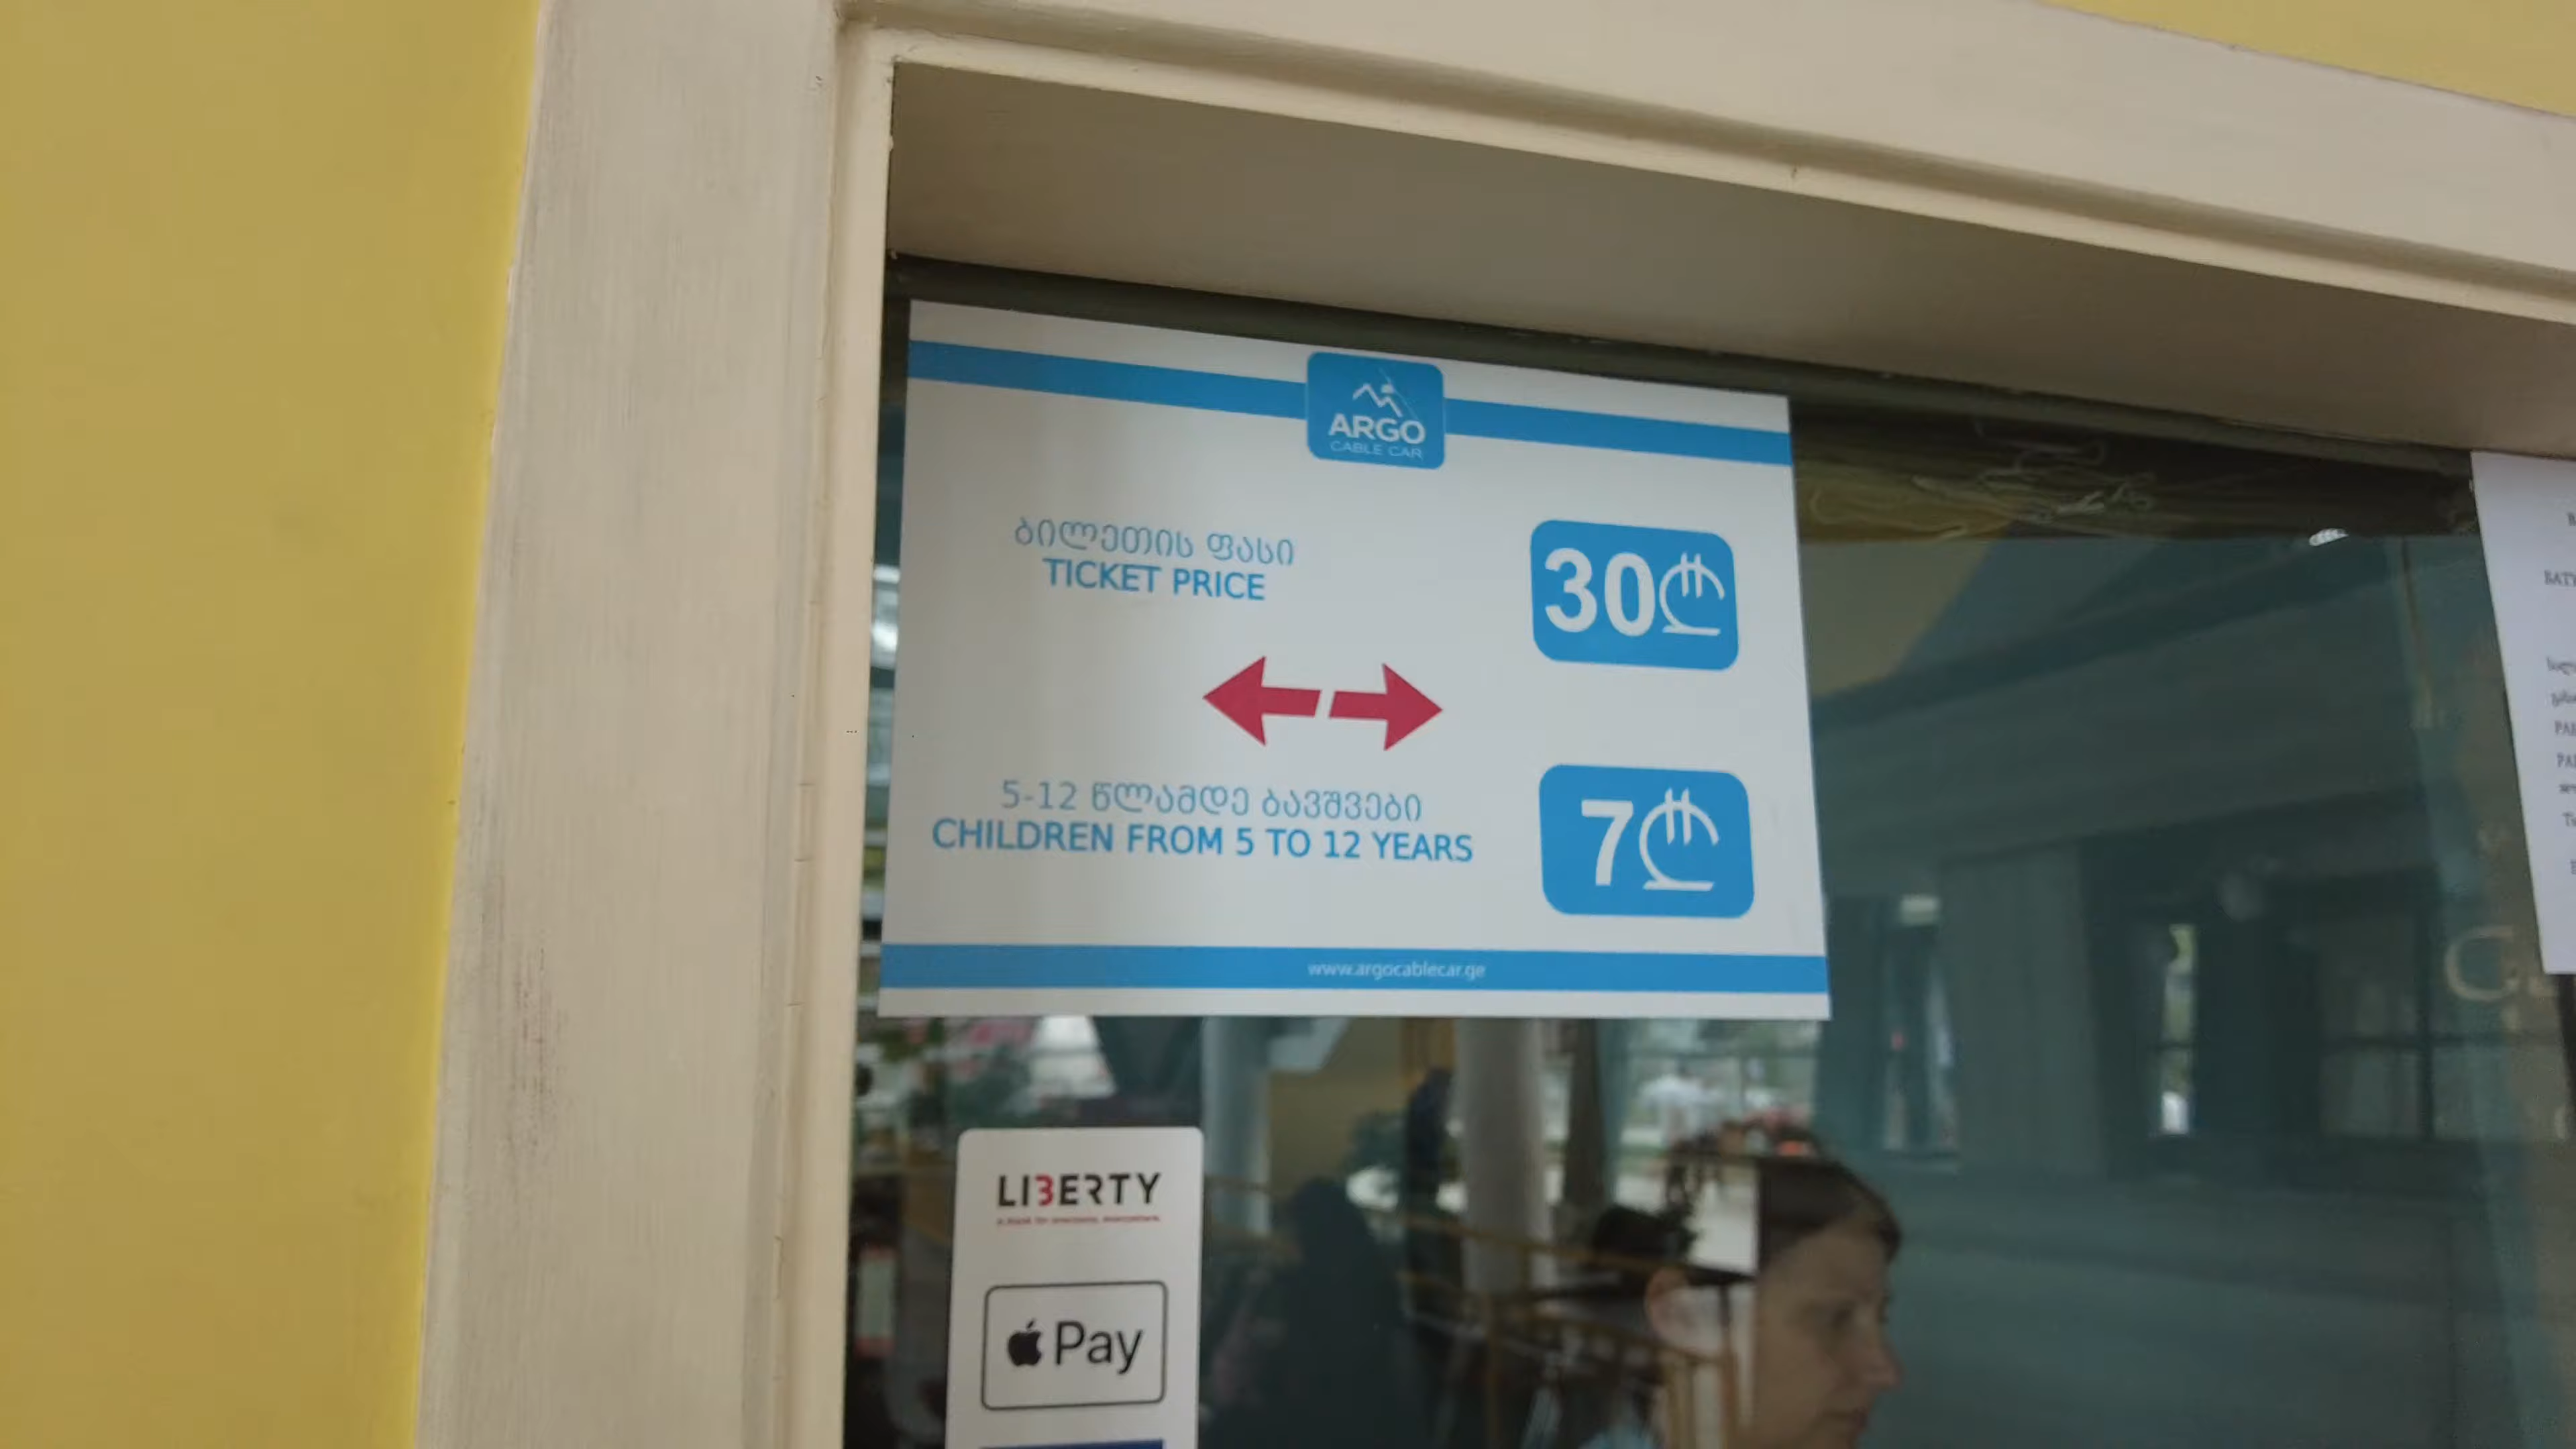 ARGO
CABLE CAR
ბილეთის ფასი
TICKET PRICE
30₾
5-12 წლამდე ბავშვები
CHILDREN FROM 5 TO 12 YEARS
7₾
www.argocablecar.ge
LIBERTY
Pay